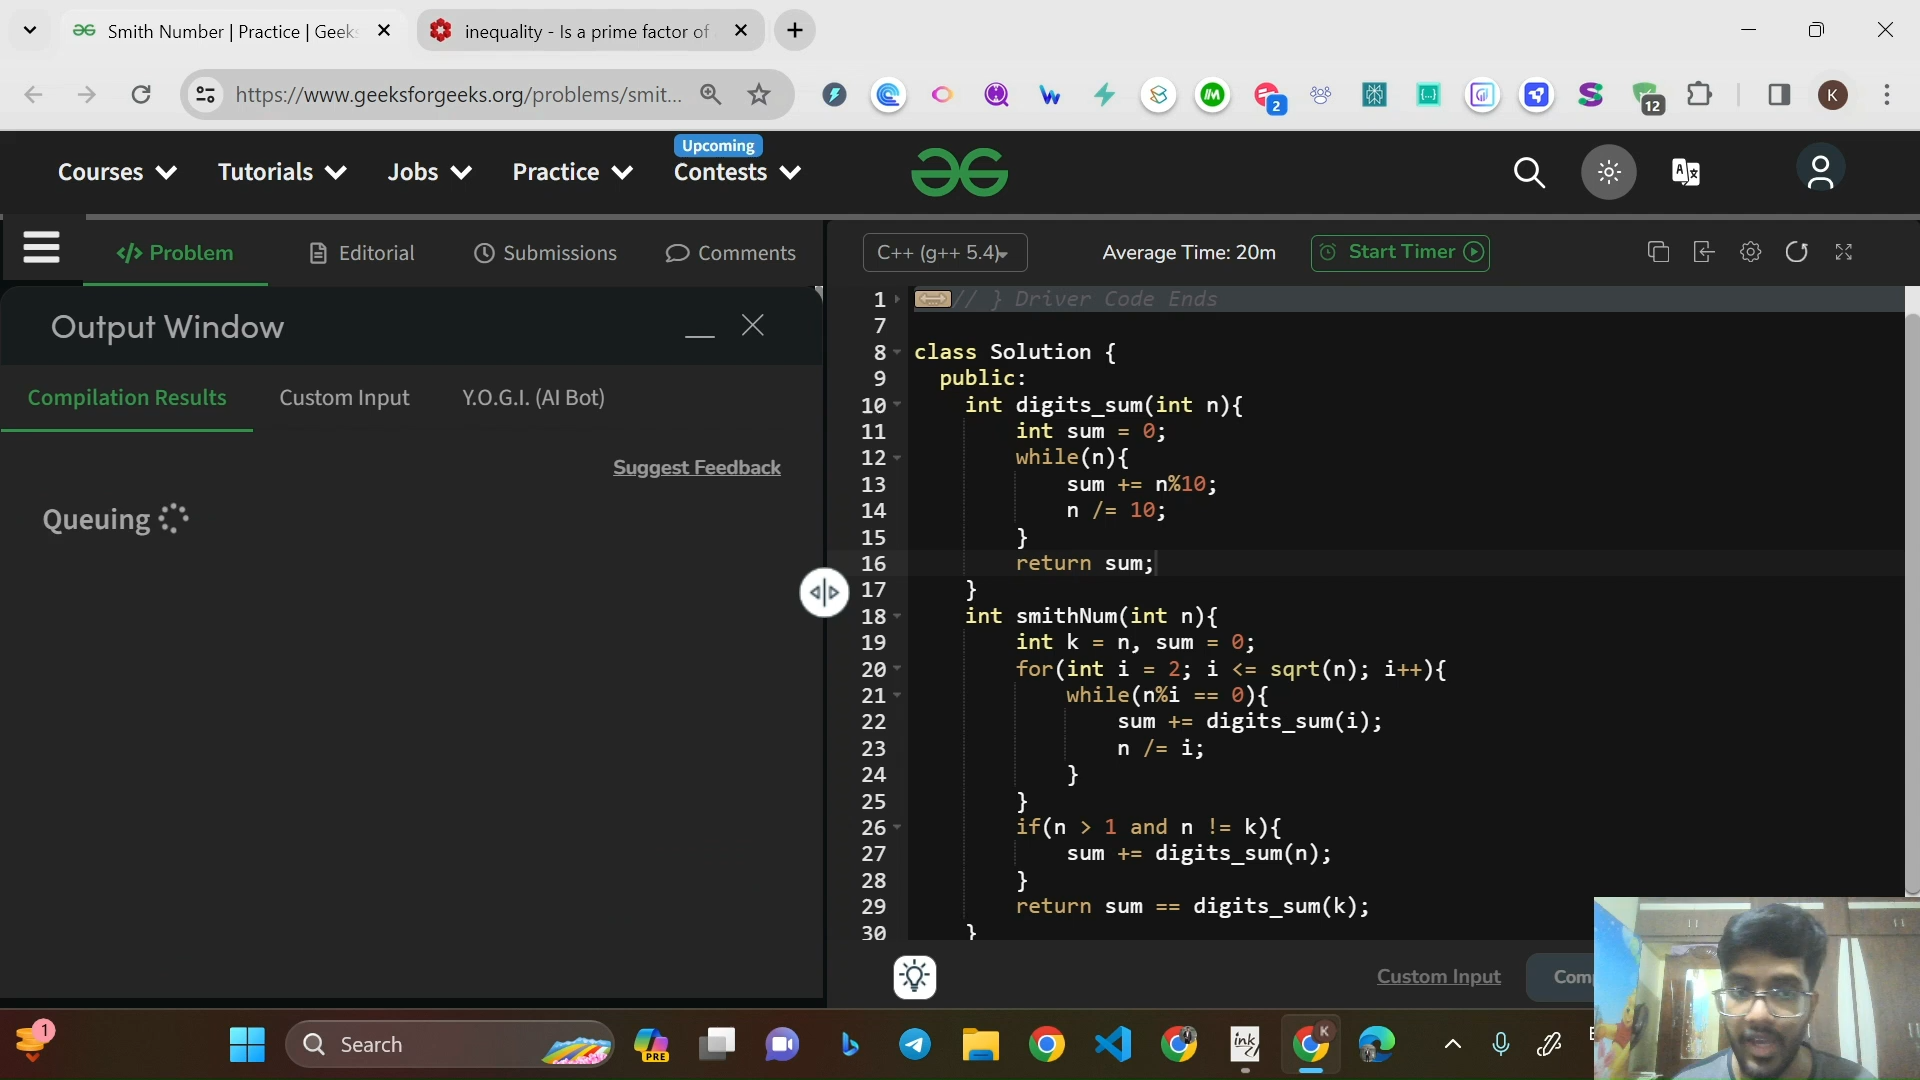 Smith Number | Practice | Geeks
inequality - Is a prime factor of
https://www.geeksforgeeks.org/problems/smit...
2
12
K
Courses
Tutorials
Jobs
Practice
Upcoming
Contests
</> Problem
Editorial
Submissions
Comments
C++ (g++ 5.4)
Average Time: 20m
Start Timer
Output Window
Compilation Results
Custom Input
Y.O.G.I. (AI Bot)
Suggest Feedback
Queuing
1 // } Driver Code Ends
7
8 class Solution {
9 public:
10 int digits_sum(int n){
11 int sum = 0;
12 while(n){
13 sum += n%10;
14 n /= 10;
15 }
16 return sum;
17 }
18 int smithNum(int n){
19 int k = n, sum = 0;
20 for(int i = 2; i <= sqrt(n); i++){
21 while(n%i == 0){
22 sum += digits_sum(i);
23 n /= i;
24 }
25 }
26 if(n > 1 and n != k){
27 sum += digits_sum(n);
28 }
29 return sum == digits_sum(k);
30 }
Custom Input
Com
1
Search
PRE
ink
K